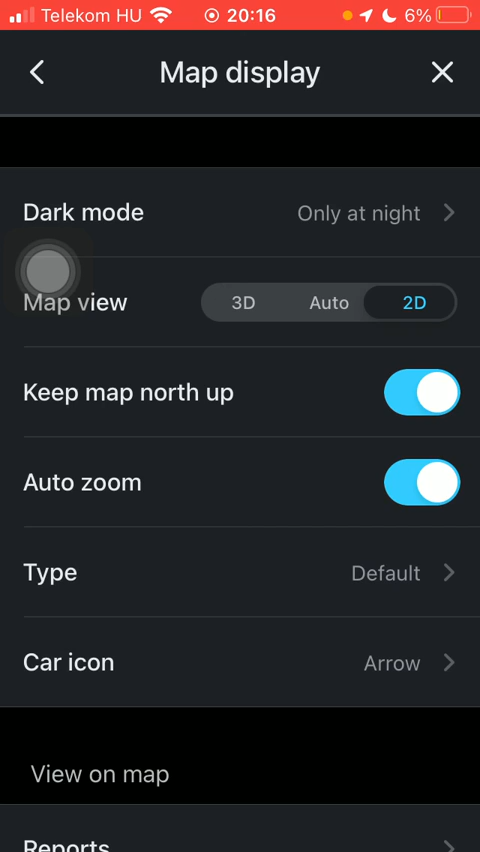 Telekom HU 20:16 6%
Map display
Dark mode Only at night
Map view 3D Auto 2D
Keep map north up
Auto zoom
Type Default
Car icon Arrow
View on map
Reports